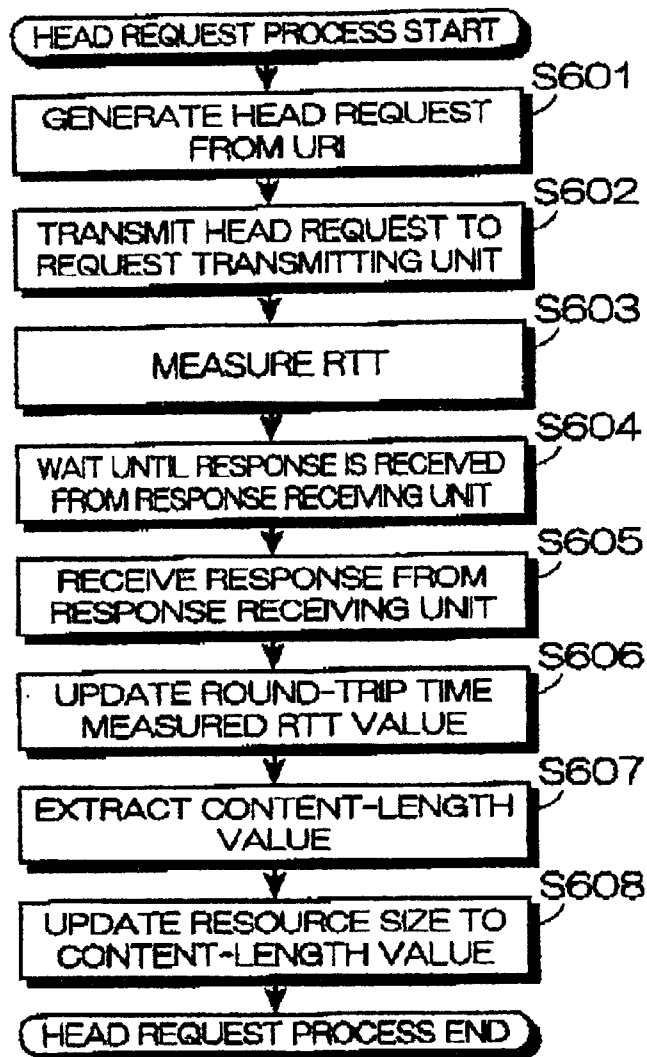 HEAD REQUEST PROCESS START
S601
GENERATE HEAD REQUEST
FROM URI
S602
TRANSMIT HEAD REQUEST TO
REQUEST TRANSMITTING UNIT
S603
MEASURE RTT
S604
WAIT UNTIL RESPONSE IS RECEIVED
FROM RESPONSE RECEIVING UNIT
S605
RECEIVE RESPONSE FROM
RESPONSE RECEIVING UNIT
S606
UPDATE ROUND-TRIP TIME
MEASURED RTT VALUE
S607
EXTRACT CONTENT-LENGTH
VALUE
S608
UPDATE RESOURCE SIZE TO
CONTENT-LENGTH VALUE
HEAD REQUEST PROCESS END